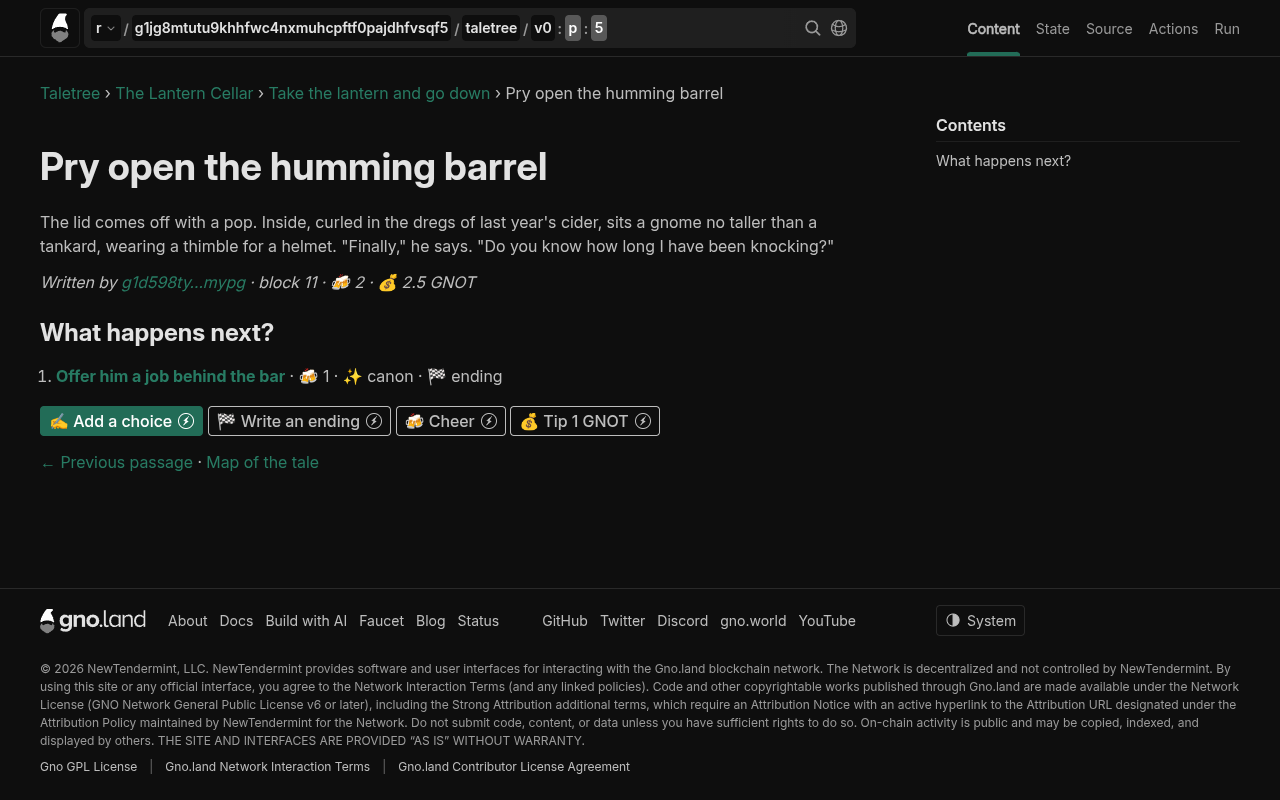 r / g1jg8mtutu9khhfwc4nxmuhcpftf0pajdhfvsqf5 / taletree / v0 : p : 5
Content State Source Actions Run
Taletree › The Lantern Cellar › Take the lantern and go down › Pry open the humming barrel
Contents
What happens next?
Pry open the humming barrel
The lid comes off with a pop. Inside, curled in the dregs of last year's cider, sits a gnome no taller than a
tankard, wearing a thimble for a helmet. "Finally," he says. "Do you know how long I have been knocking?"
Written by g1d598ty...mypg · block 11 · 🍻 2 · 💰 2.5 GNOT
What happens next?
1. Offer him a job behind the bar · 🍻 1 · ✨ canon · 🏁 ending
✍️ Add a choice 🏁 Write an ending 🍻 Cheer 💰 Tip 1 GNOT
← Previous passage · Map of the tale
gno.land About Docs Build with AI Faucet Blog Status GitHub Twitter Discord gno.world YouTube System
© 2026 NewTendermint, LLC. NewTendermint provides software and user interfaces for interacting with the Gno.land blockchain network. The Network is decentralized and not controlled by NewTendermint. By
using this site or any official interface, you agree to the Network Interaction Terms (and any linked policies). Code and other copyrightable works published through Gno.land are made available under the Network
License (GNO Network General Public License v6 or later), including the Strong Attribution additional terms, which require an Attribution Notice with an active hyperlink to the Attribution URL designated under the
Attribution Policy maintained by NewTendermint for the Network. Do not submit code, content, or data unless you have sufficient rights to do so. On-chain activity is public and may be copied, indexed, and
displayed by others. THE SITE AND INTERFACES ARE PROVIDED “AS IS” WITHOUT WARRANTY.
Gno GPL License | Gno.land Network Interaction Terms | Gno.land Contributor License Agreement